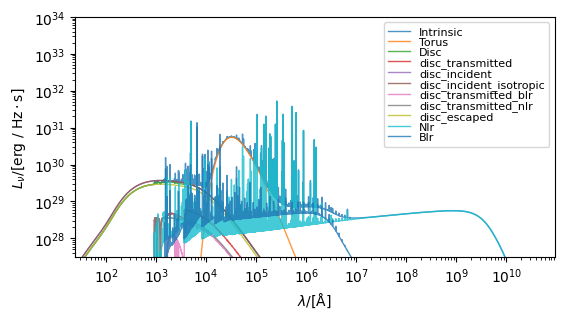 10^34
10^33
10^32
10^31
10^30
10^29
10^28
L_ν/[erg / Hz · s]
10^2 10^3 10^4 10^5 10^6 10^7 10^8 10^9 10^10
λ/[Å]
Intrinsic
Torus
Disc
disc_transmitted
disc_incident
disc_incident_isotropic
disc_transmitted_blr
disc_transmitted_nlr
disc_escaped
Nlr
Blr